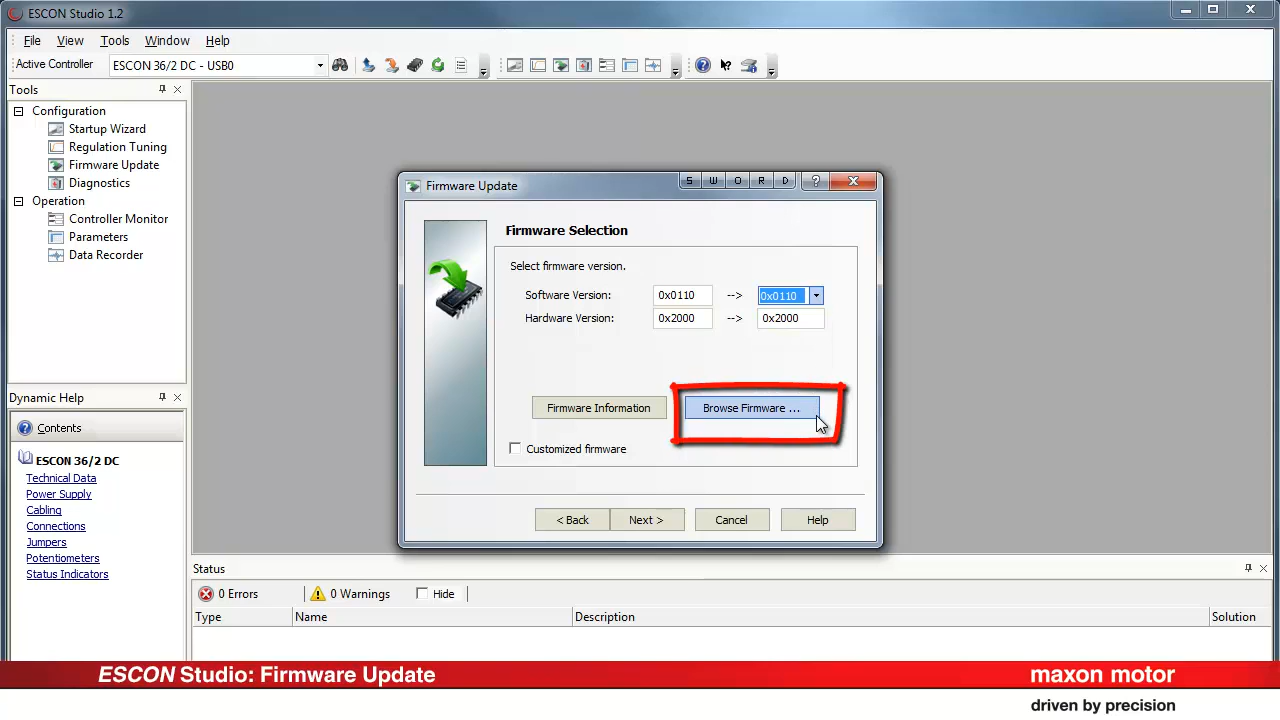 ESCON Studio 1.2
File View Tools Window Help
Active Controller ESCON 36/2 DC - USB0
Tools
Configuration
Startup Wizard
Regulation Tuning
Firmware Update
Diagnostics
Operation
Controller Monitor
Parameters
Data Recorder
Dynamic Help
Contents
ESCON 36/2 DC
Technical Data
Power Supply
Cabling
Connections
Jumpers
Potentiometers
Status Indicators
Firmware Update S W O R D ?
Firmware Selection
Select firmware version.
Software Version: 0x0110 --> 0x0110
Hardware Version: 0x2000 --> 0x2000
Firmware Information Browse Firmware ...
Customized firmware
< Back Next > Cancel Help
Status
0 Errors 0 Warnings Hide
Type Name Description Solution
ESCON Studio: Firmware Update
maxon motor
driven by precision